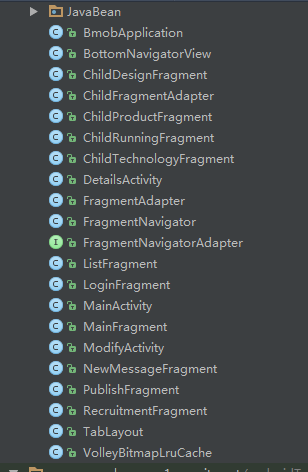 JavaBean
BmobApplication
BottomNavigatorView
ChildDesignFragment
ChildFragmentAdapter
ChildProductFragment
ChildRunningFragment
ChildTechnologyFragment
DetailsActivity
FragmentAdapter
FragmentNavigator
FragmentNavigatorAdapter
ListFragment
LoginFragment
MainActivity
MainFragment
ModifyActivity
NewMessageFragment
PublishFragment
RecruitmentFragment
TabLayout
VolleyBitmapLruCache